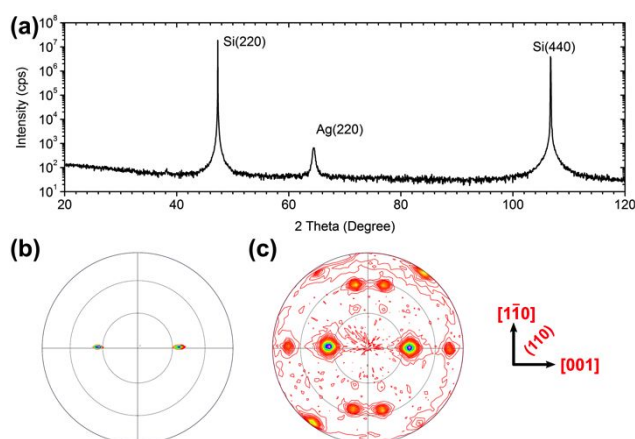 (a)
10⁸
10⁷
10⁶
10⁵
10⁴
10³
10²
10¹
Intensity (cps)
Si(220)
Ag(220)
Si(440)
20 40 60 80 100 120
2 Theta (Degree)
(b) (c)
[11̄0]
(110)
[001]